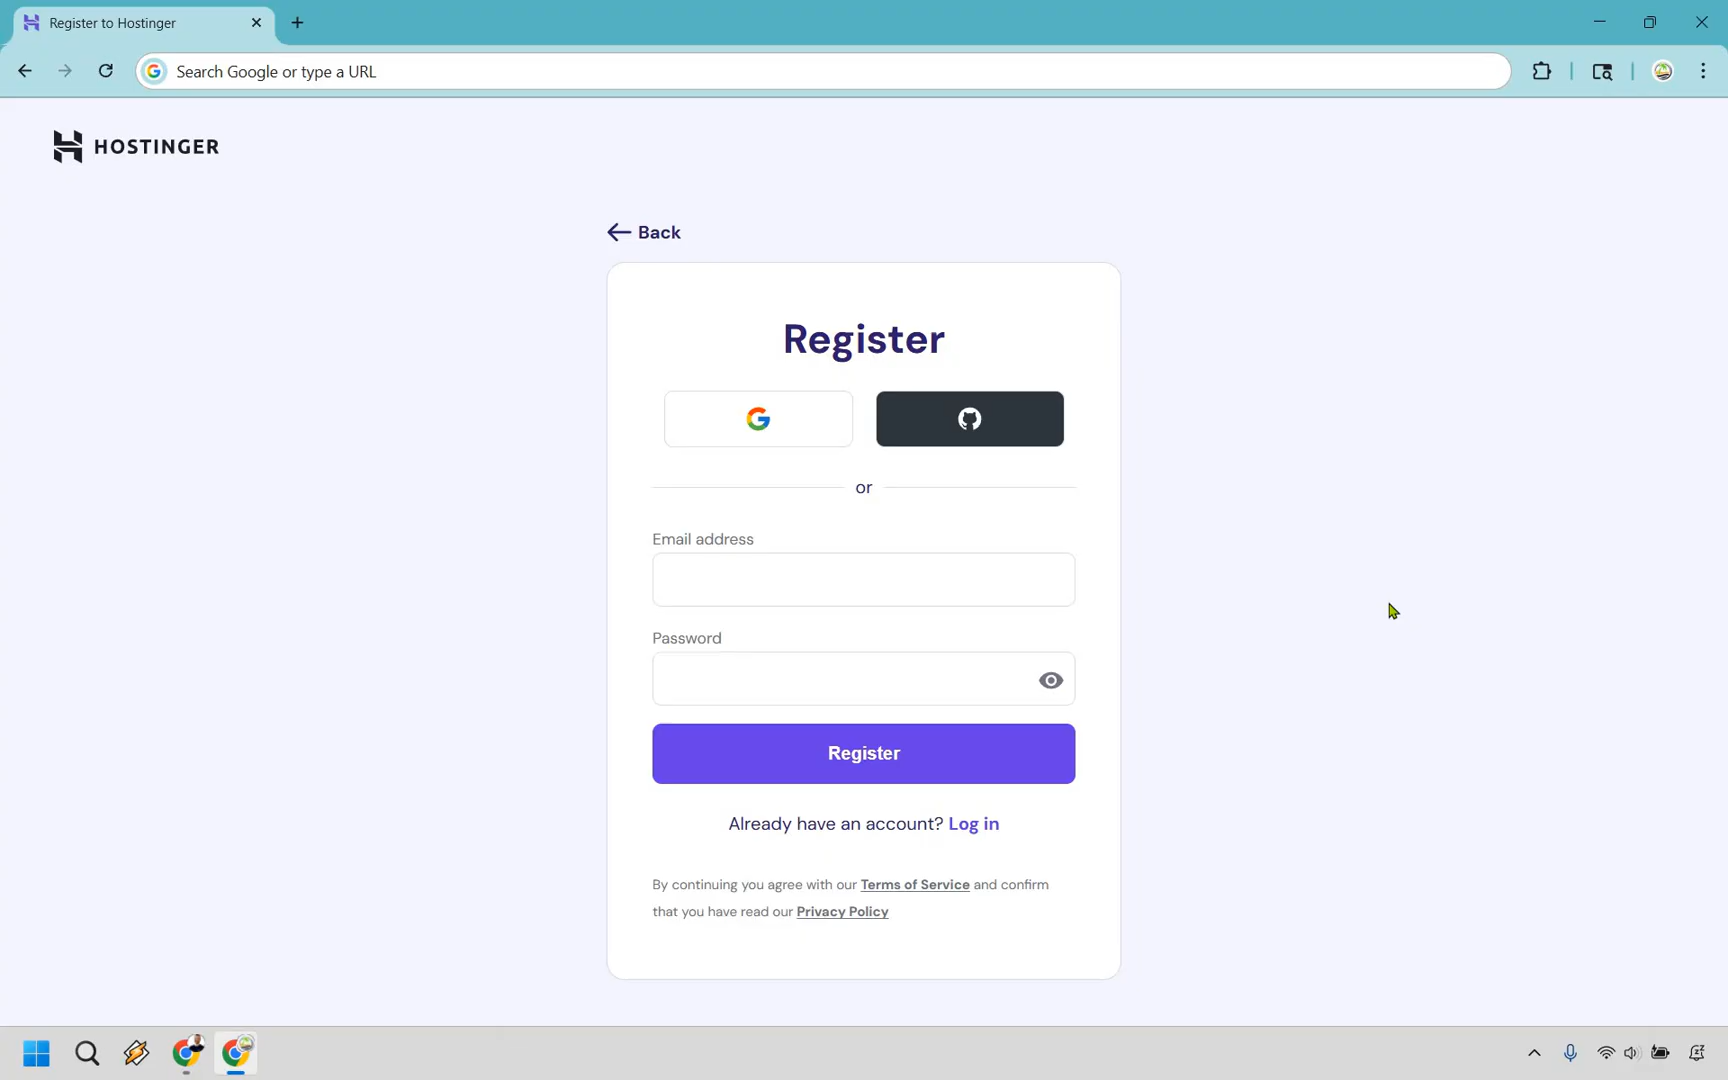 Register to Hostinger
Search Google or type a URL
HOSTINGER
Back
Register
or
Email address
Password
Register
Already have an account? Log in
By continuing you agree with our Terms of Service and confirm
that you have read our Privacy Policy